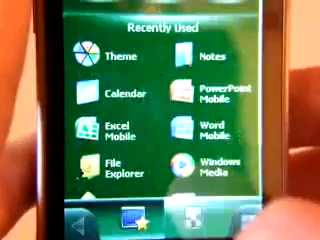 Recently Used
Theme
Notes
Calendar
PowerPoint
Mobile
Excel
Mobile
Word
Mobile
File
Explorer
Windows
Media